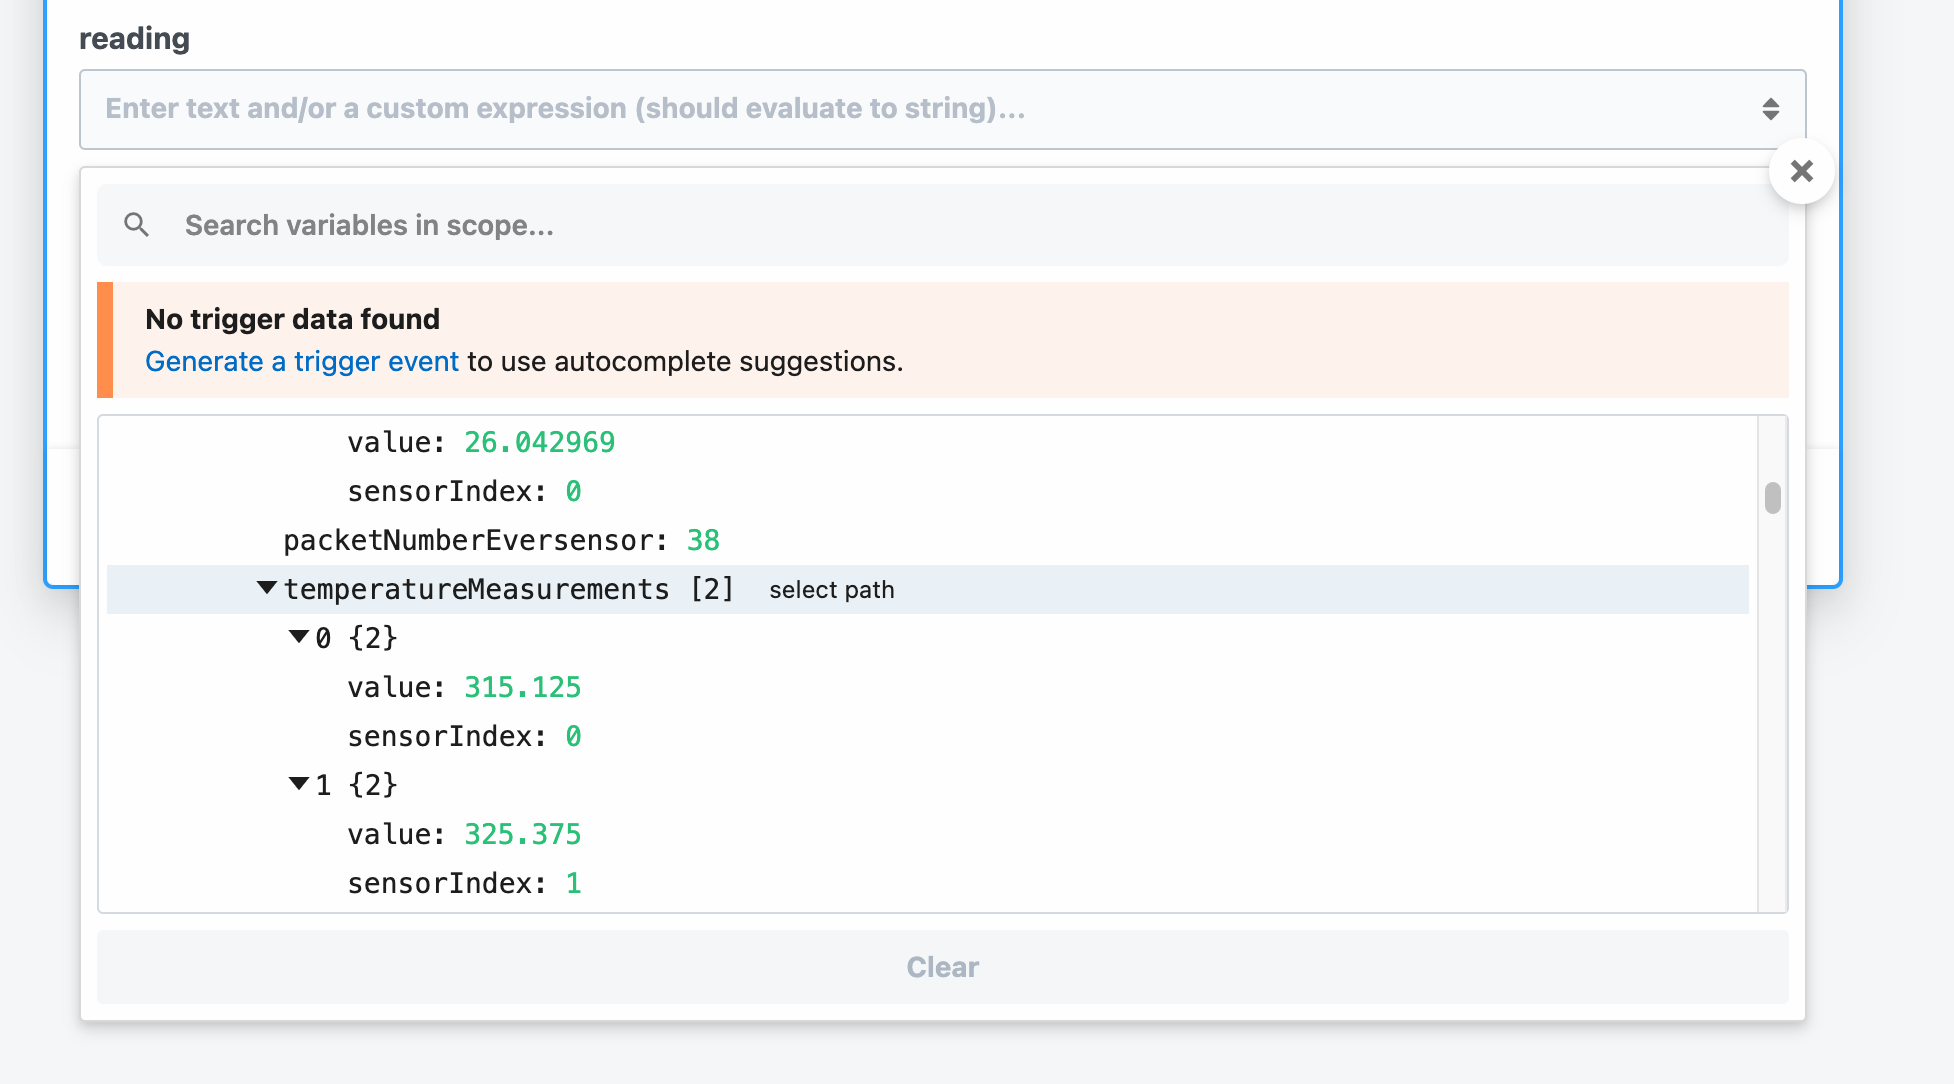 reading
Enter text and/or a custom expression (should evaluate to string)...
Search variables in scope...
No trigger data found
Generate a trigger event to use autocomplete suggestions.
value: 26.042969
sensorIndex: 0
packetNumberEversensor: 38
temperatureMeasurements [2] select path
0 {2}
value: 315.125
sensorIndex: 0
1 {2}
value: 325.375
sensorIndex: 1
Clear